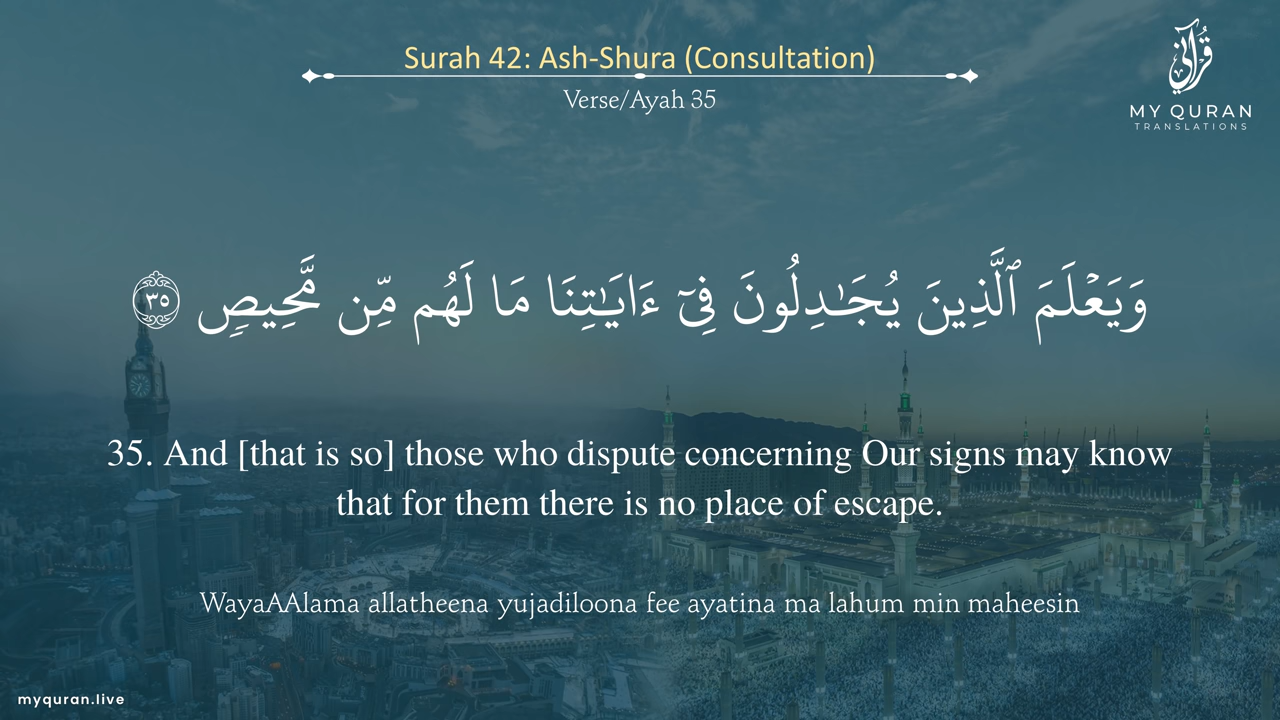 Surah 42: Ash-Shura (Consultation)
Verse/Ayah 35
قرآني
MY QURAN
TRANSLATIONS
وَيَعْلَمَ ٱلَّذِينَ يُجَـٰدِلُونَ فِىٓ ءَايَـٰتِنَا مَا لَهُم مِّن مَّحِيصٍ ٣٥
35. And [that is so] those who dispute concerning Our signs may know
that for them there is no place of escape.
WayaAAlama allatheena yujadiloona fee ayatina ma lahum min maheesin
myquran.live